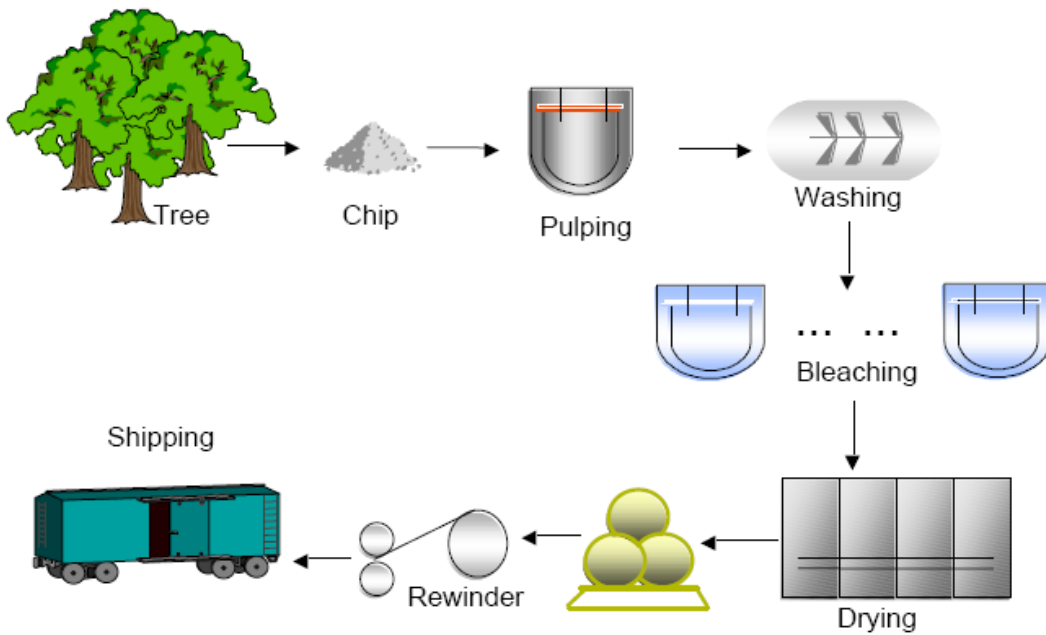 Tree
Chip
Pulping
Washing
... ...
Bleaching
Drying
Rewinder
Shipping